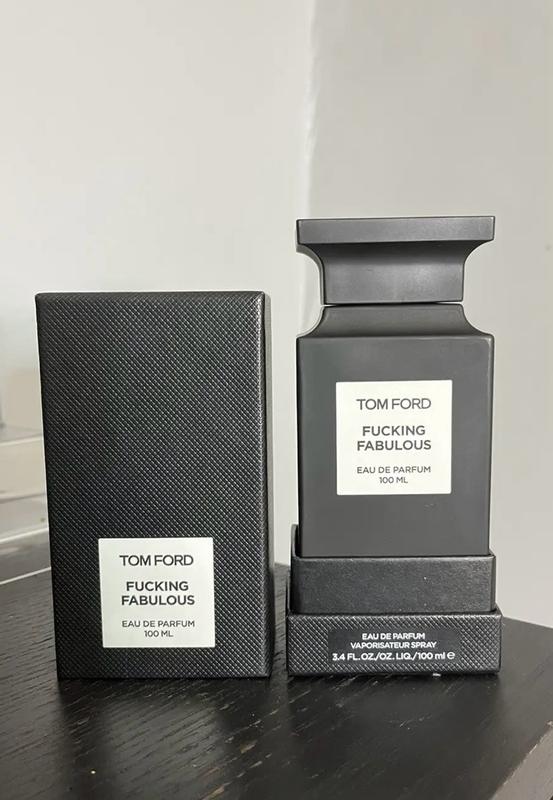 TOM FORD
FUCKING
FABULOUS
EAU DE PARFUM
100 ML
TOM FORD
FUCKING
FABULOUS
EAU DE PARFUM
100 ML
EAU DE PARFUM
VAPORISATEUR SPRAY
3.4 FL. OZ./OZ. LIQ./100 ml ℮